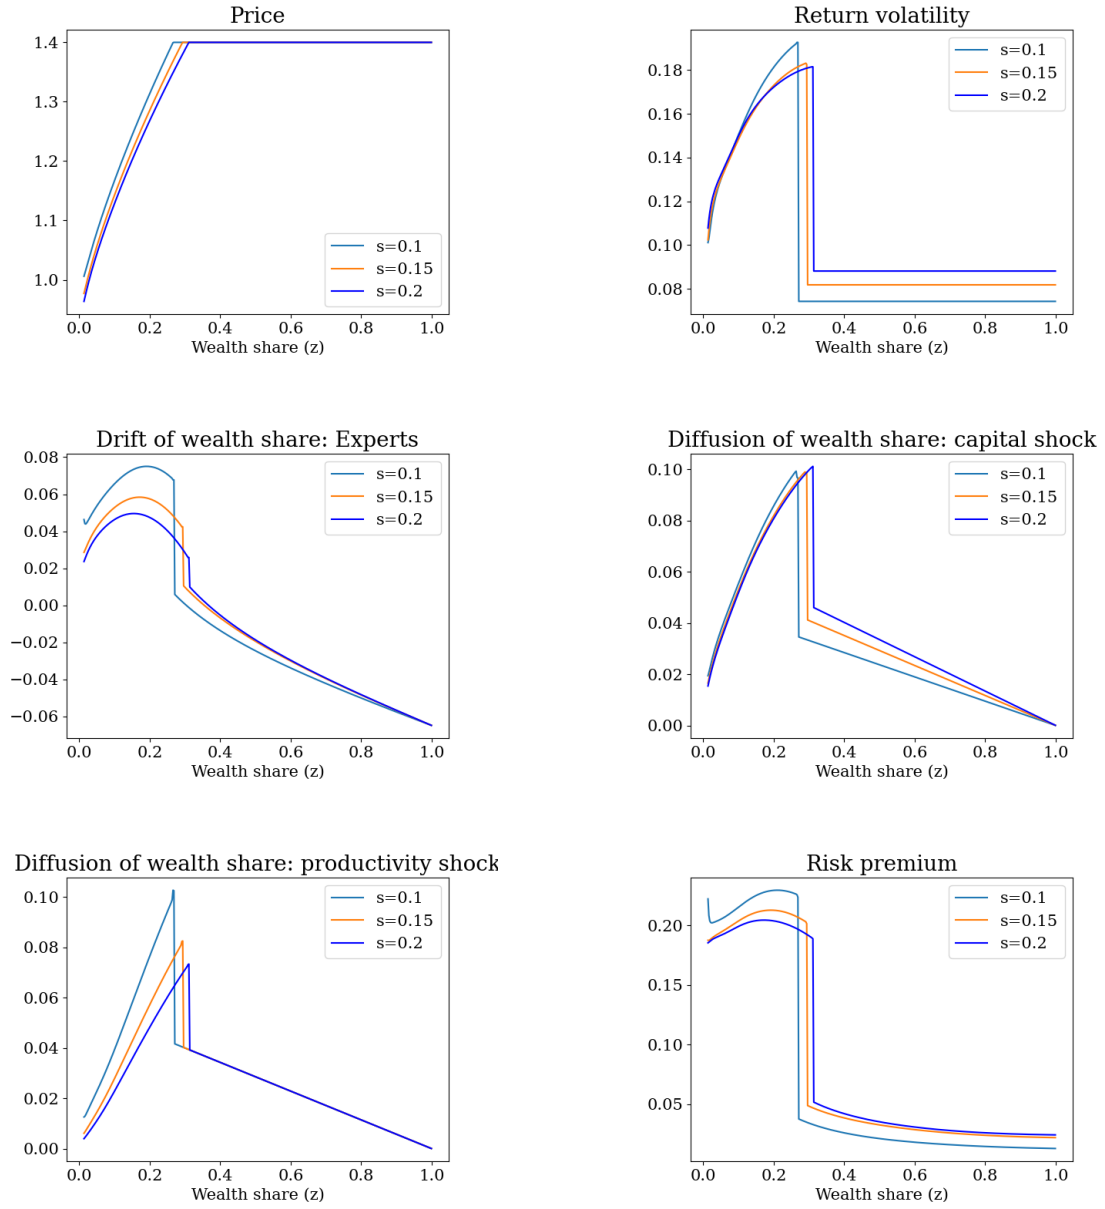 Price
1.4
1.3
1.2
1.1
1.0
s=0.1
s=0.15
s=0.2
0.0 0.2 0.4 0.6 0.8 1.0
Wealth share (z)
Return volatility
0.18
0.16
0.14
0.12
0.10
0.08
s=0.1
s=0.15
s=0.2
0.0 0.2 0.4 0.6 0.8 1.0
Wealth share (z)
Drift of wealth share: Experts
0.08
0.06
0.04
0.02
0.00
−0.02
−0.04
−0.06
s=0.1
s=0.15
s=0.2
0.0 0.2 0.4 0.6 0.8 1.0
Wealth share (z)
Diffusion of wealth share: capital shock
0.10
0.08
0.06
0.04
0.02
0.00
s=0.1
s=0.15
s=0.2
0.0 0.2 0.4 0.6 0.8 1.0
Wealth share (z)
Diffusion of wealth share: productivity shock
0.10
0.08
0.06
0.04
0.02
0.00
s=0.1
s=0.15
s=0.2
0.0 0.2 0.4 0.6 0.8 1.0
Wealth share (z)
Risk premium
0.20
0.15
0.10
0.05
s=0.1
s=0.15
s=0.2
0.0 0.2 0.4 0.6 0.8 1.0
Wealth share (z)